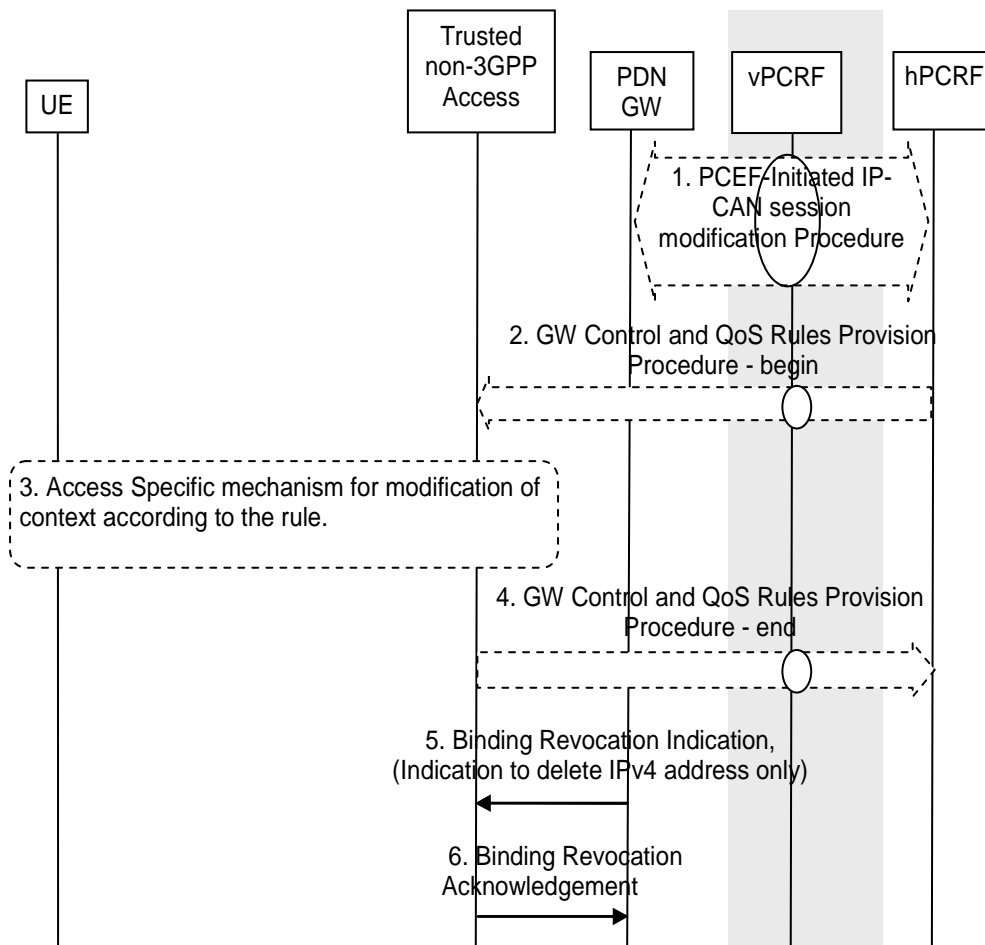 UE
Trusted
non-3GPP
Access
PDN
GW
vPCRF
hPCRF
1. PCEF-Initiated IP-
CAN session
modification Procedure
2. GW Control and QoS Rules Provision
Procedure - begin
3. Access Specific mechanism for modification of
context according to the rule.
4. GW Control and QoS Rules Provision
Procedure - end
5. Binding Revocation Indication,
(Indication to delete IPv4 address only)
6. Binding Revocation
Acknowledgement